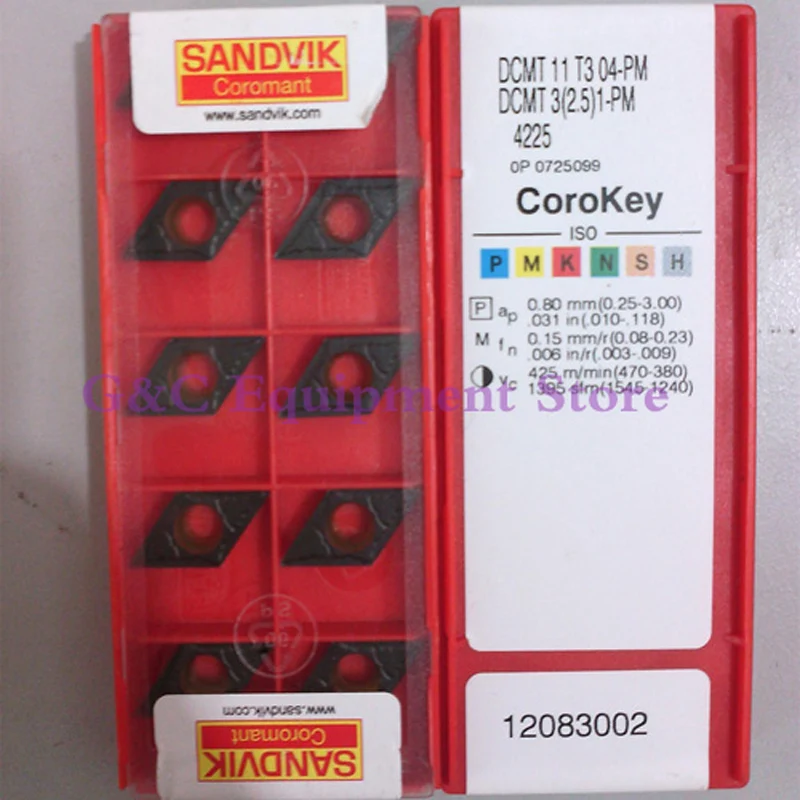 SANDVIK
Coromant
www.sandvik.com
DCMT 11 T3 04-PM
DCMT 3(2.5)1-PM
4225
0P 0725099
CoroKey
ISO
P M K N S H
P ap 0.80 mm(0.25-3.00)
.031 in(.010-.118)
M fn 0.15 mm/r(0.08-0.23)
.006 in/r(.003-.009)
vc 425 m/min(470-380)
1395 sfm(1545-1240)
G&C Equipment Store
12083002
www.sandvik.com
Coromant
SANDVIK